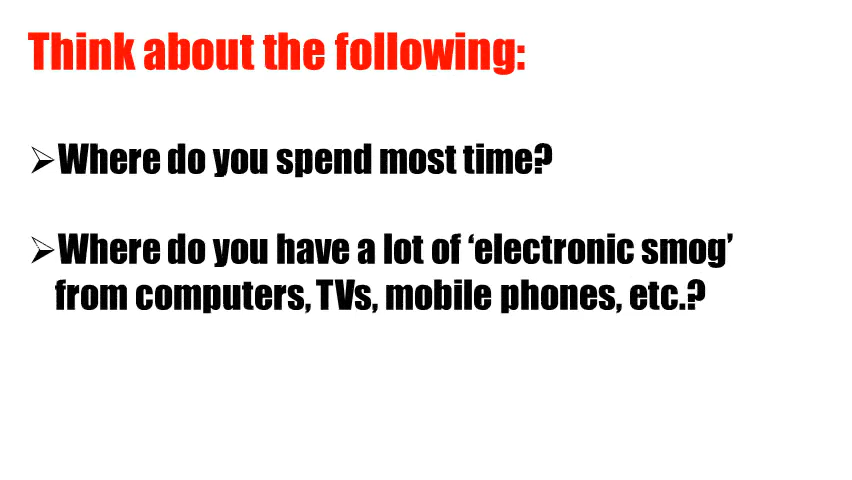 Think about the following:
➢Where do you spend most time?
➢Where do you have a lot of ‘electronic smog’
from computers, TVs, mobile phones, etc.?